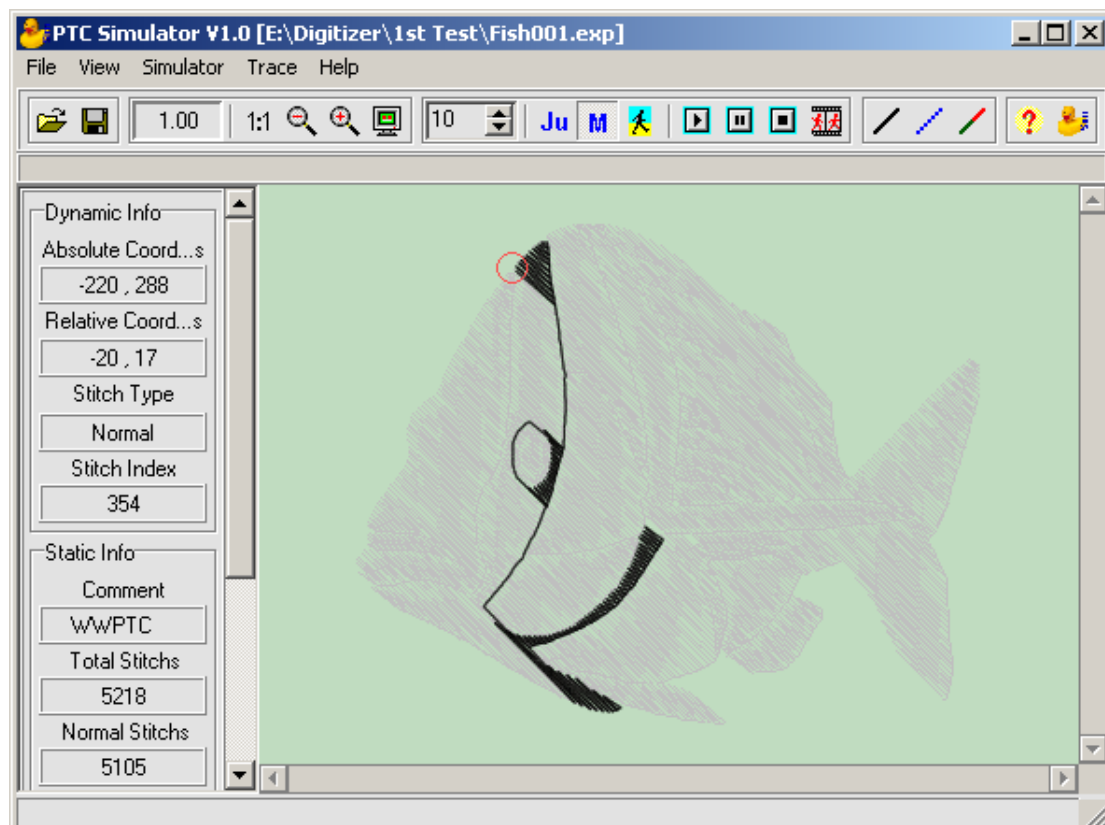 PTC Simulator V1.0 [E:\Digitizer\1st Test\Fish001.exp]
File View Simulator Trace Help
1.00 1:1 10 Ju M ?
Dynamic Info
Absolute Coord...s
-220 , 288
Relative Coord...s
-20 , 17
Stitch Type
Normal
Stitch Index
354
Static Info
Comment
WWPTC
Total Stitchs
5218
Normal Stitchs
5105